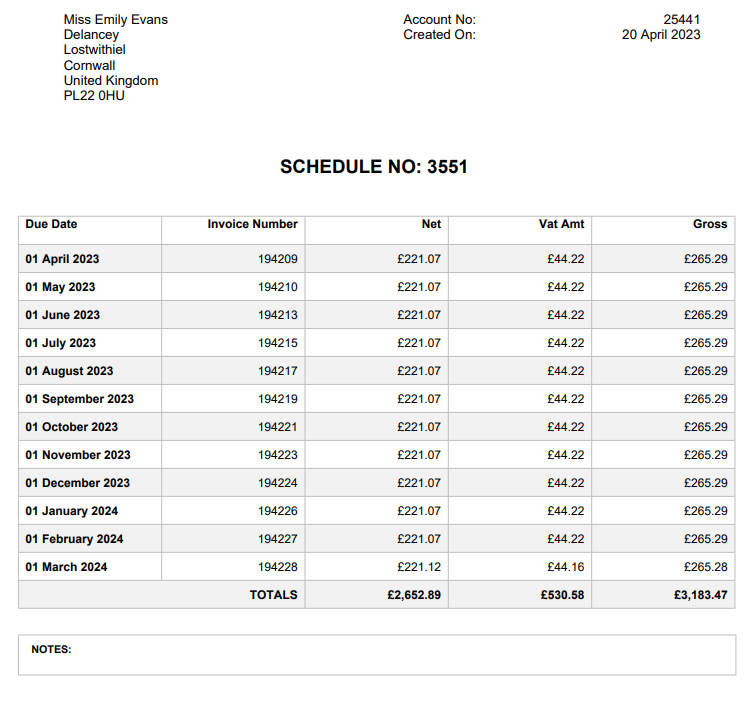 Miss Emily Evans
Delancey
Lostwithiel
Cornwall
United Kingdom
PL22 0HU
Account No: 25441
Created On: 20 April 2023
SCHEDULE NO: 3551
Due Date Invoice Number Net Vat Amt Gross
01 April 2023 194209 £221.07 £44.22 £265.29
01 May 2023 194210 £221.07 £44.22 £265.29
01 June 2023 194213 £221.07 £44.22 £265.29
01 July 2023 194215 £221.07 £44.22 £265.29
01 August 2023 194217 £221.07 £44.22 £265.29
01 September 2023 194219 £221.07 £44.22 £265.29
01 October 2023 194221 £221.07 £44.22 £265.29
01 November 2023 194223 £221.07 £44.22 £265.29
01 December 2023 194224 £221.07 £44.22 £265.29
01 January 2024 194226 £221.07 £44.22 £265.29
01 February 2024 194227 £221.07 £44.22 £265.29
01 March 2024 194228 £221.12 £44.16 £265.28
TOTALS £2,652.89 £530.58 £3,183.47
NOTES: